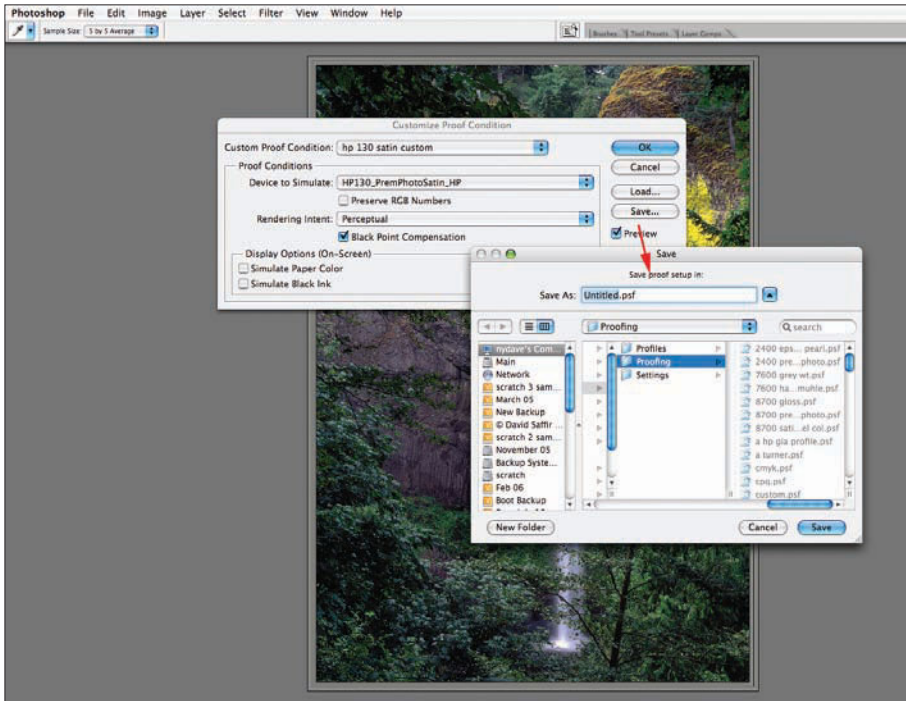 Photoshop File Edit Image Layer Select Filter View Window Help
Sample Size: 5 by 5 Average
Brushes Tool Presets Layer Comps
Customize Proof Condition
Custom Proof Condition: hp 130 satin custom
OK
Proof Conditions
Cancel
Device to Simulate: HP130_PremPhotoSatin_HP
Load...
Preserve RGB Numbers
Save...
Rendering Intent: Perceptual
Black Point Compensation
Preview
Display Options (On-Screen)
Simulate Paper Color
Simulate Black Ink
Save
Save proof setup in:
Save As: Untitled.psf
Proofing
search
nydave's Com...
Main
Network
scratch 3 sam...
March 05
New Backup
© David Saffir ...
scratch 2 sam...
November 05
Backup Syste...
scratch
Feb 06
Boot Backup
Profiles
Proofing
Settings
2400 eps... pearl.psf
2400 pre...photo.psf
7600 grey wt.psf
7600 ha...muhle.psf
8700 gloss.psf
8700 pre...photo.psf
8700 sati...el col.psf
a hp gia profile.psf
a turner.psf
cmyk.psf
cpq.psf
custom.psf
New Folder
Cancel
Save